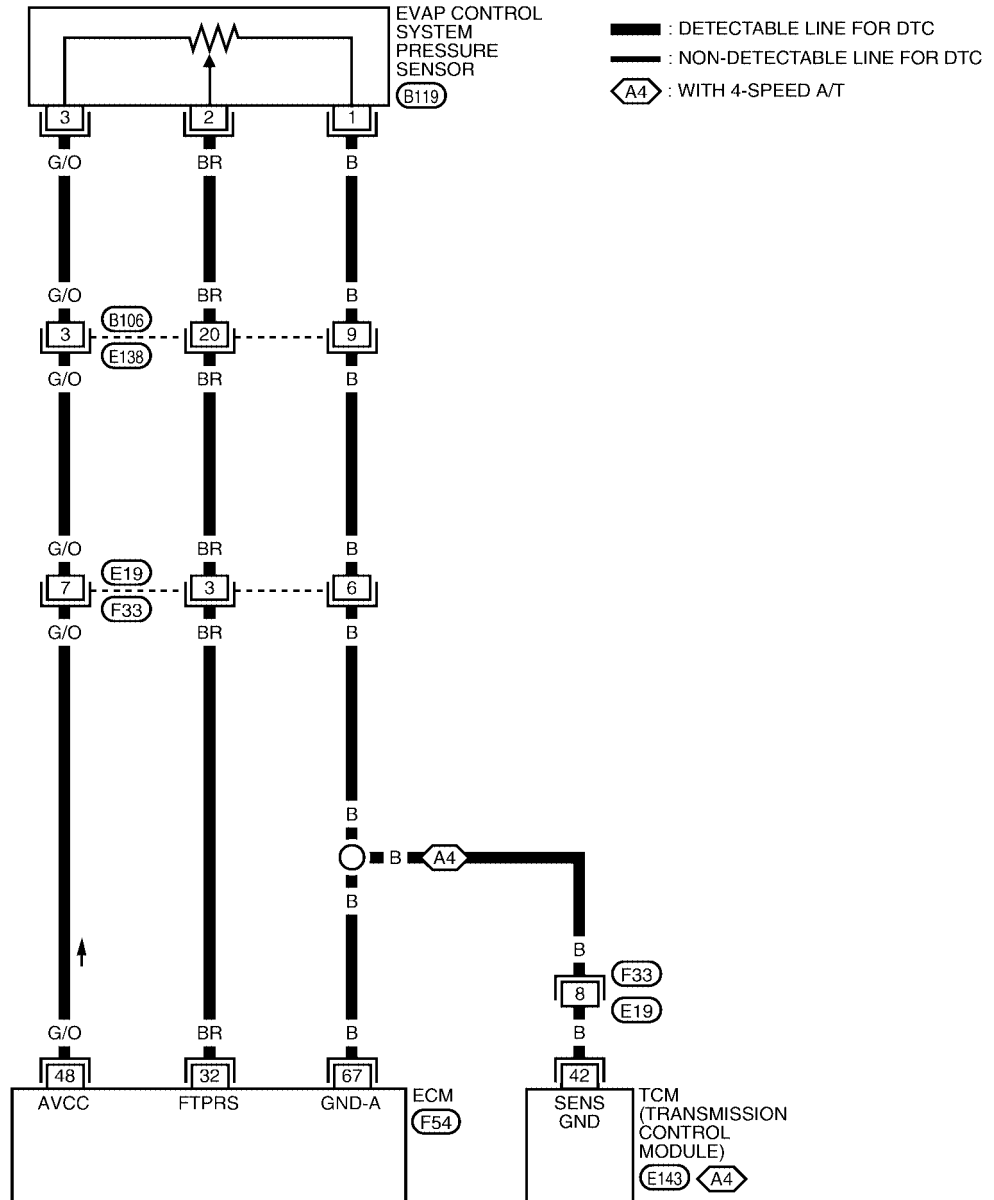 EVAP CONTROL
SYSTEM
PRESSURE
SENSOR
B119
: DETECTABLE LINE FOR DTC
: NON-DETECTABLE LINE FOR DTC
A4 : WITH 4-SPEED A/T
3 2 1
G/O BR B
G/O BR B
3 B106 20 9
E138
G/O BR B
G/O BR B
7 E19 3 6
F33
G/O BR B
B
B A4
B
B
F33
8
E19
G/O BR B B
48 32 67 42
AVCC FTPRS GND-A
ECM
F54
SENS
GND
TCM
(TRANSMISSION
CONTROL
MODULE)
E143 A4